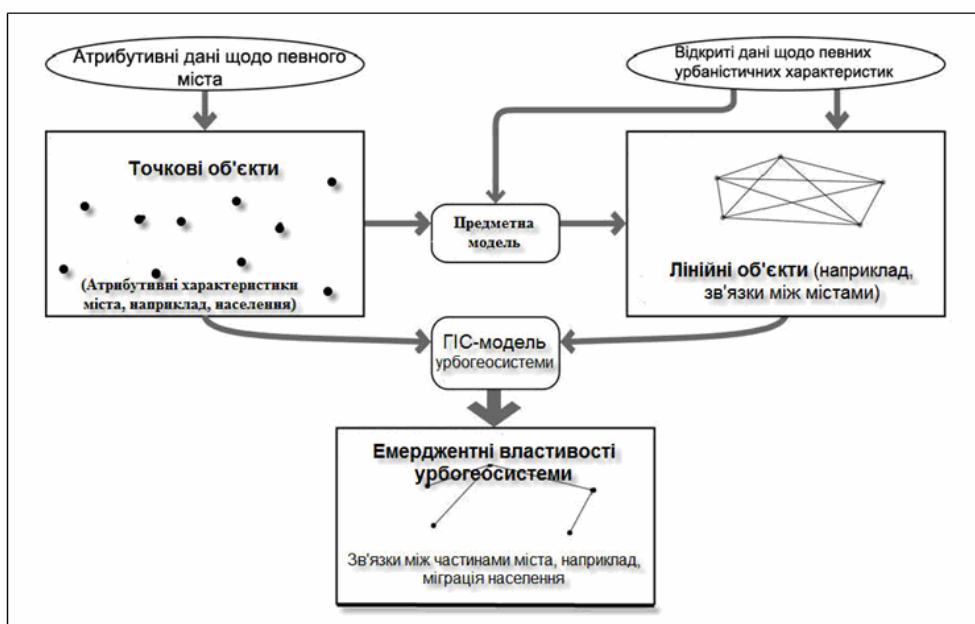 Атрибутивні дані щодо певного
міста
Відкриті дані щодо певних
урбаністичних характеристик
Точкові об'єкти
(Атрибутивні характеристики
міста, наприклад, населення)
Предметна
модель
Лінійні об'єкти (наприклад,
зв'язки між містами)
ГІС-модель
урбогеосистеми
Емерджентні властивості
урбогеосистеми
Зв'язки між частинами міста, наприклад,
міграція населення